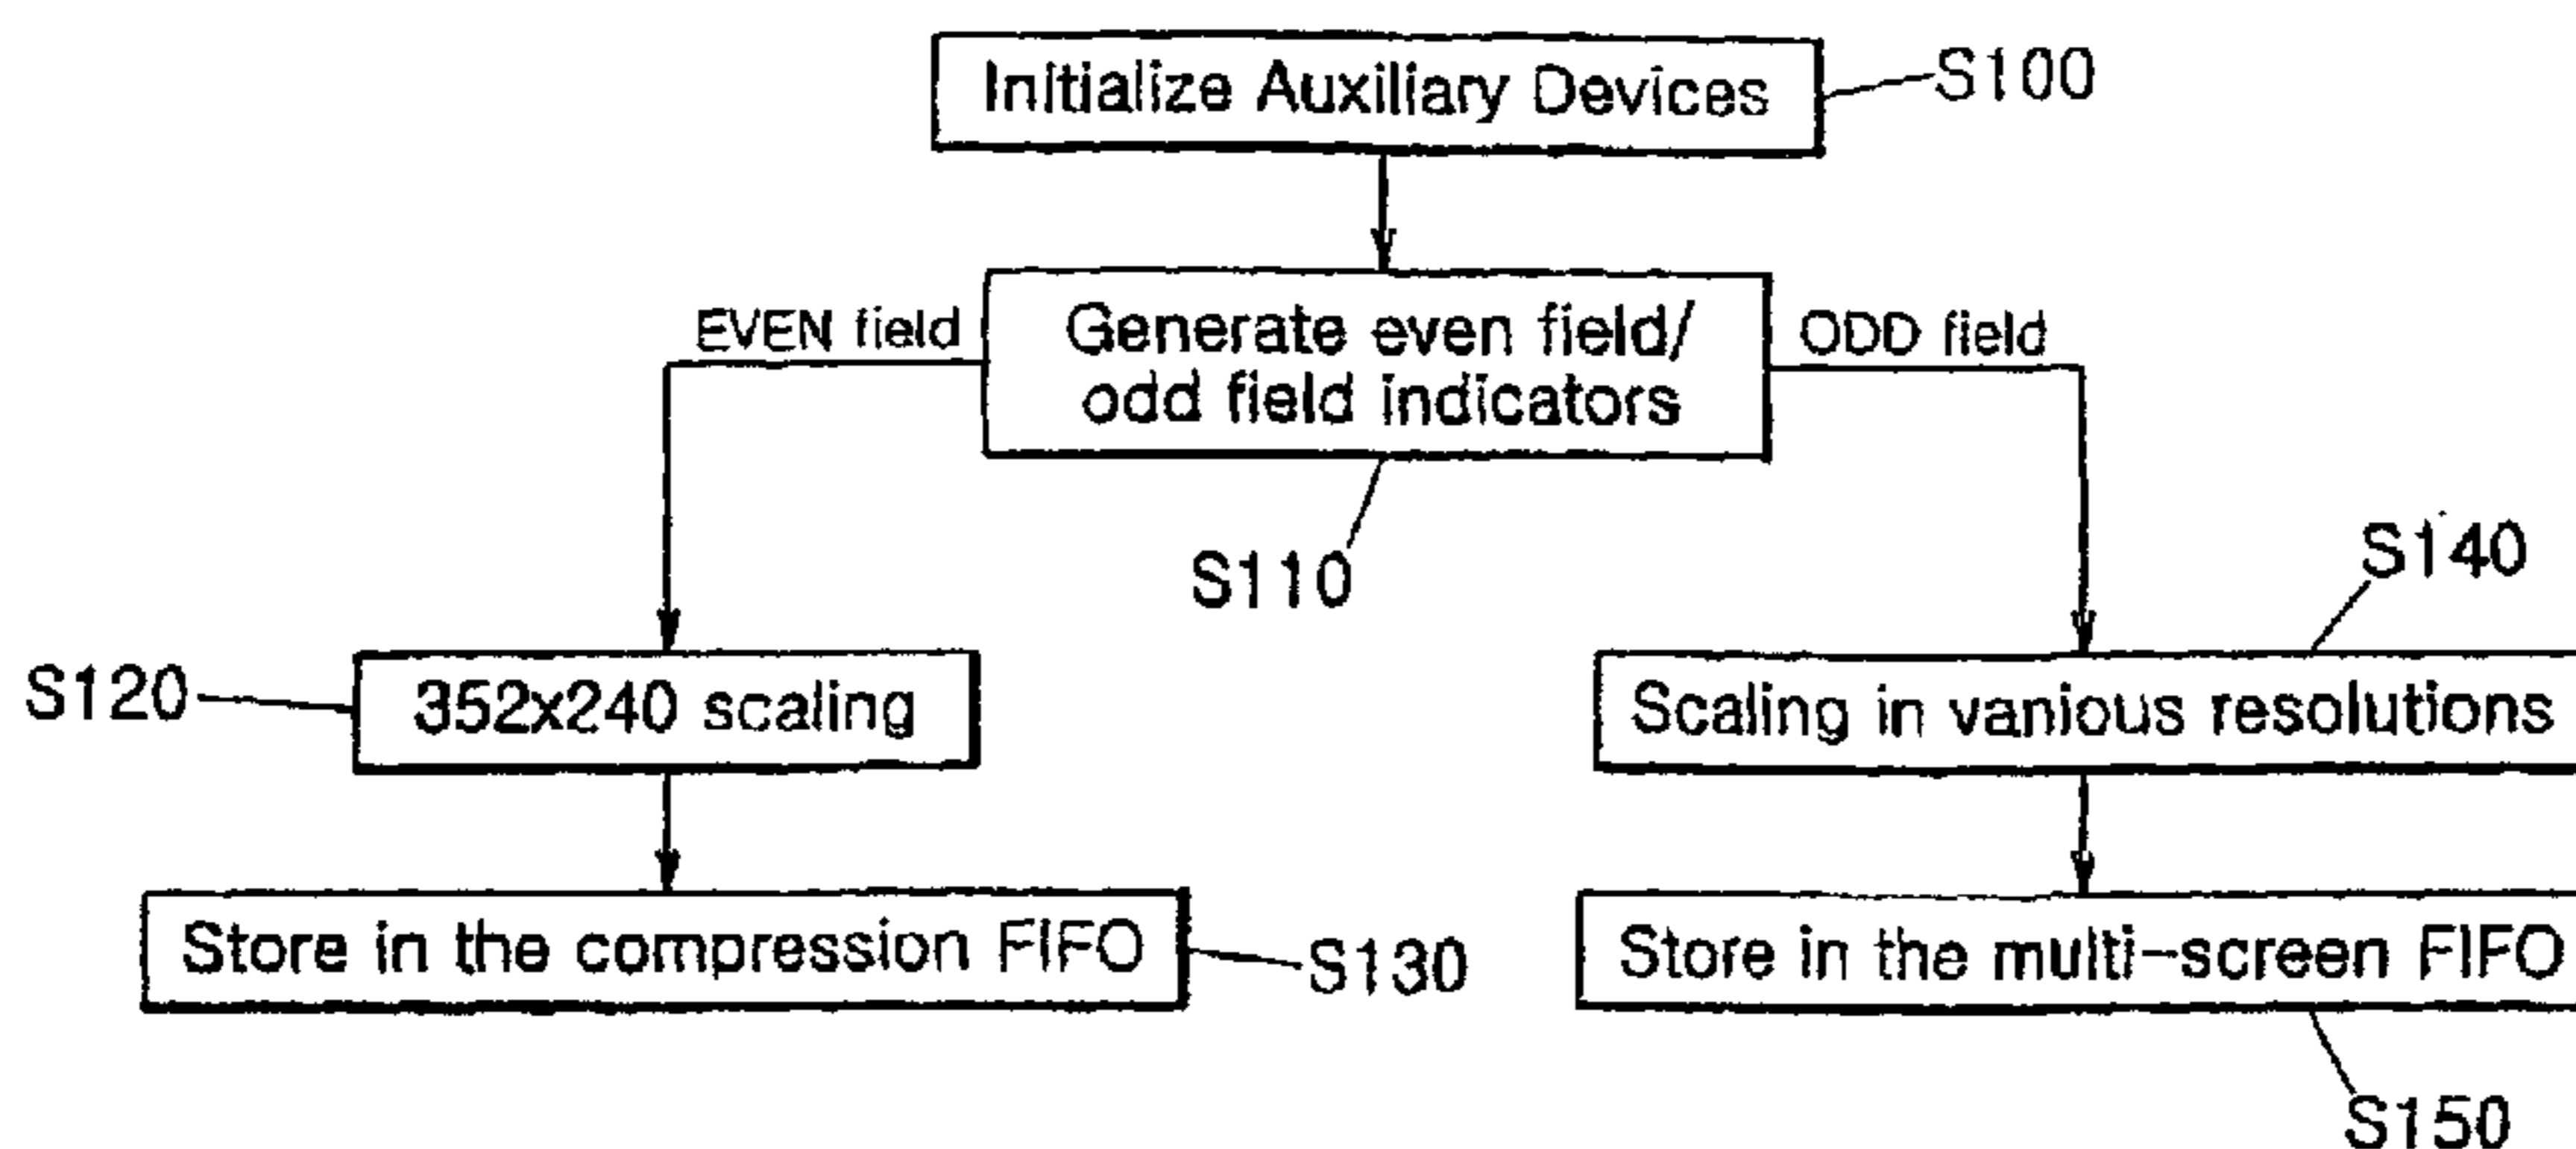 Initialize Auxiliary Devices
S100
EVEN field
Generate even field/
odd field indicators
ODD field
S110
S120
352x240 scaling
S140
Scaling in vanious resolutions
Store in the compression FIFO
S130
Store in the multi-screen FIFO
S150